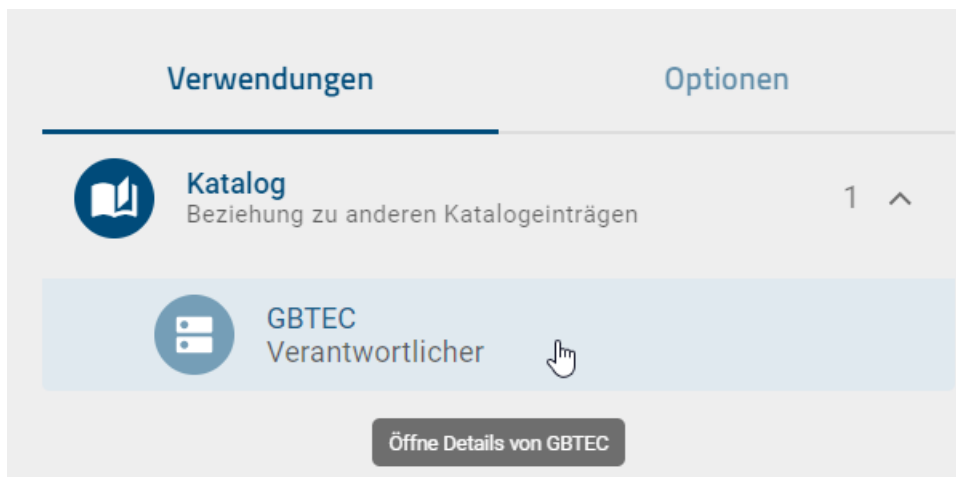 Verwendungen Optionen
Katalog 1
Beziehung zu anderen Katalogeinträgen
GBTEC
Verantwortlicher
Öffne Details von GBTEC